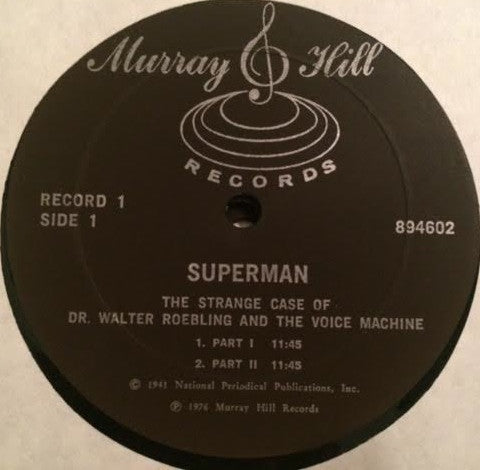 Murray Hill
RECORDS
RECORD 1
SIDE 1
894602
SUPERMAN
THE STRANGE CASE OF
DR. WALTER ROEBLING AND THE VOICE MACHINE
1. PART I 11:45
2. PART II 11:45
© 1941 National Periodical Publications, Inc.
℗ 1976 Murray Hill Records